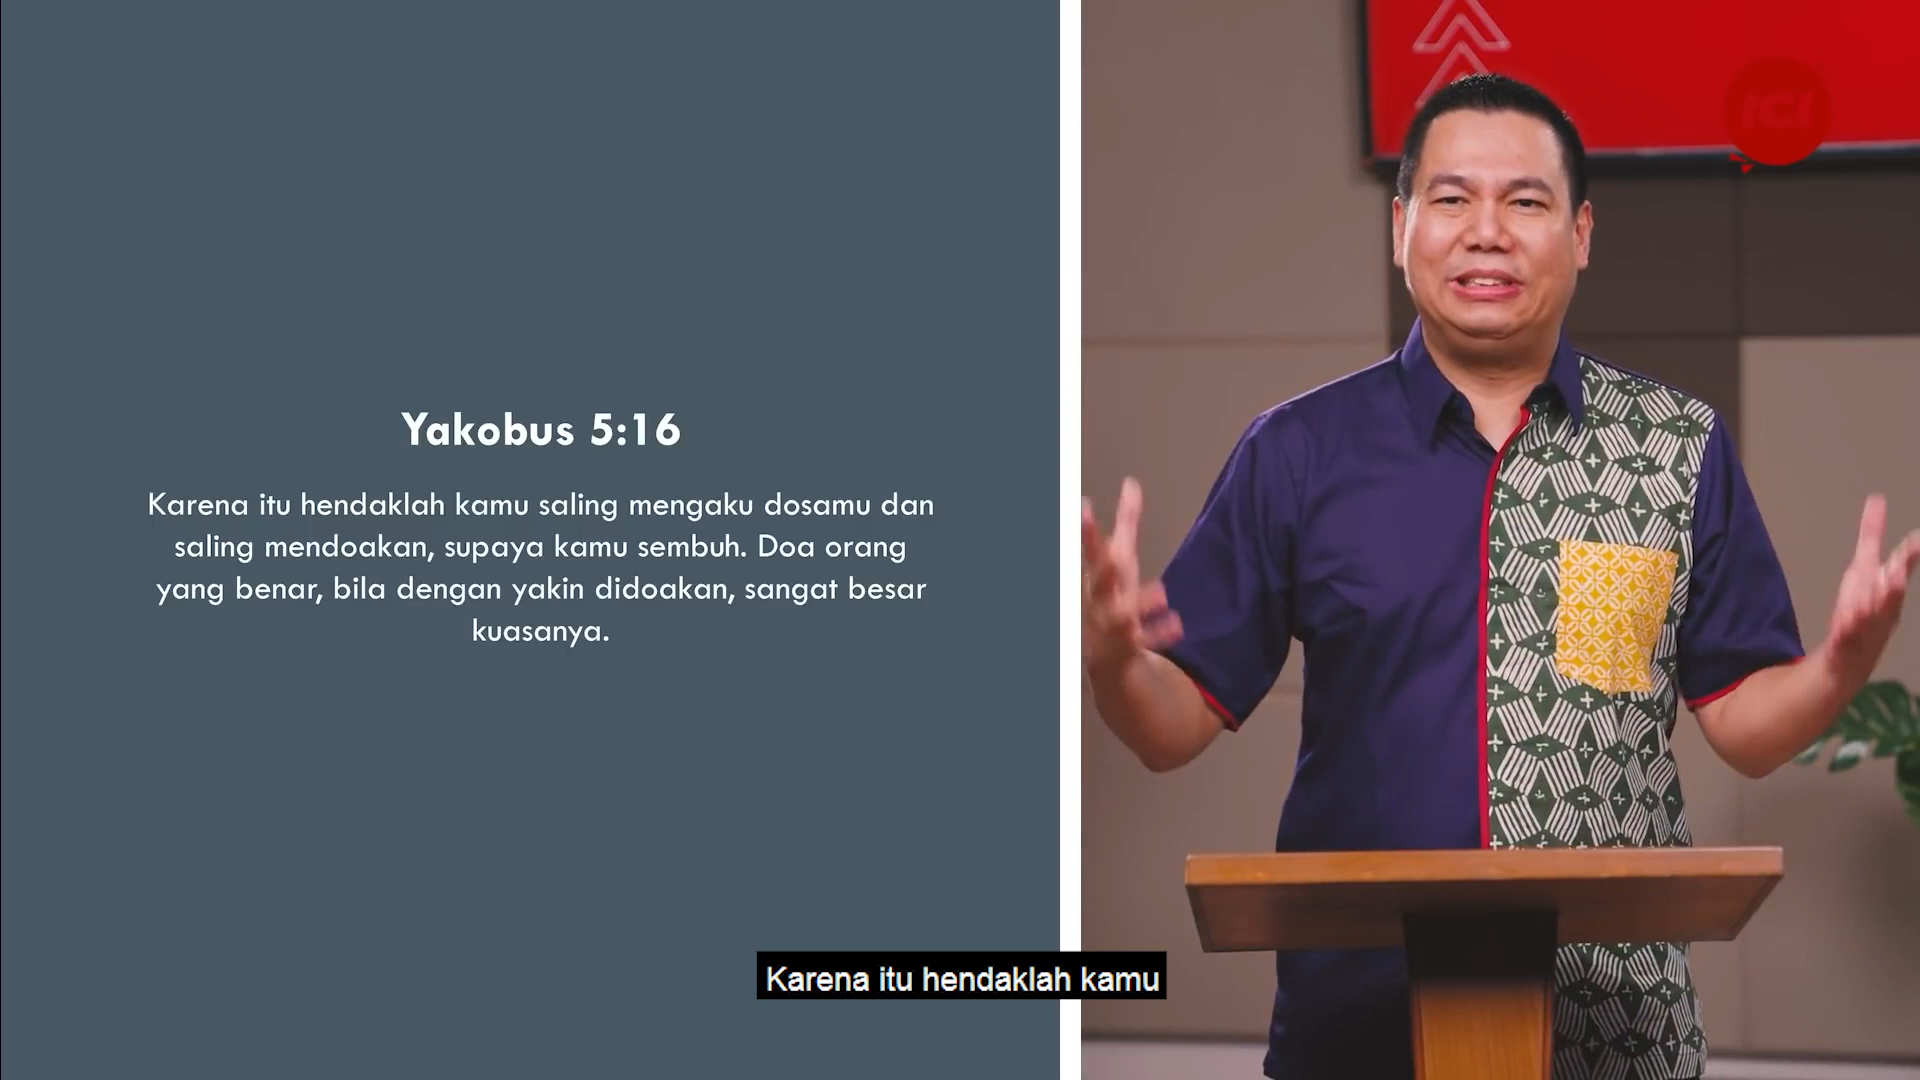 Yakobus 5:16
Karena itu hendaklah kamu saling mengaku dosamu dan
saling mendoakan, supaya kamu sembuh. Doa orang
yang benar, bila dengan yakin didoakan, sangat besar
kuasanya.
ICI
Karena itu hendaklah kamu